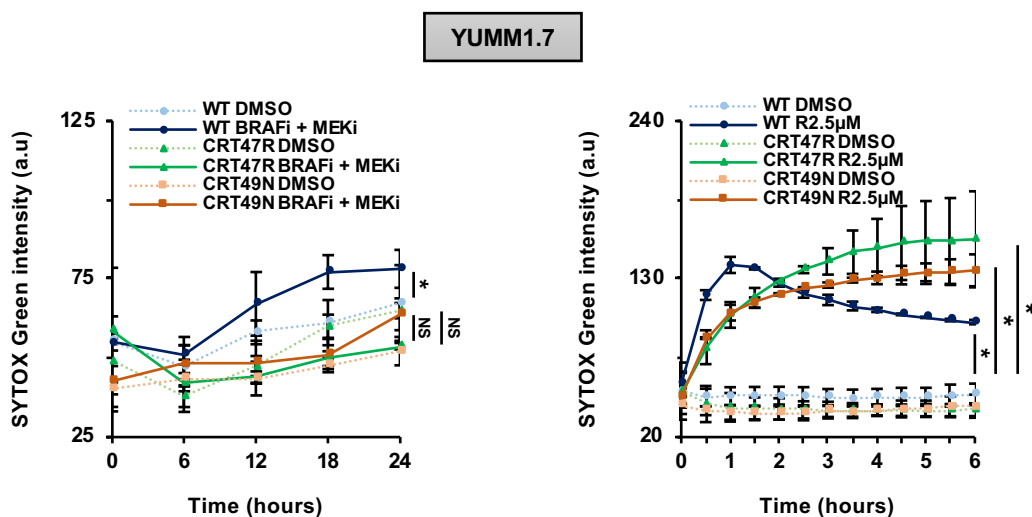 YUMM1.7
WT DMSO
WT BRAFi + MEKi
CRT47R DMSO
CRT47R BRAFi + MEKi
CRT49N DMSO
CRT49N BRAFi + MEKi
SYTOX Green intensity (a.u)
125
75
25
*
NS
NS
0 6 12 18 24
Time (hours)
WT DMSO
WT R2.5µM
CRT47R DMSO
CRT47R R2.5µM
CRT49N DMSO
CRT49N R2.5µM
SYTOX Green intensity (a.u)
240
130
20
*
*
*
0 1 2 3 4 5 6
Time (hours)